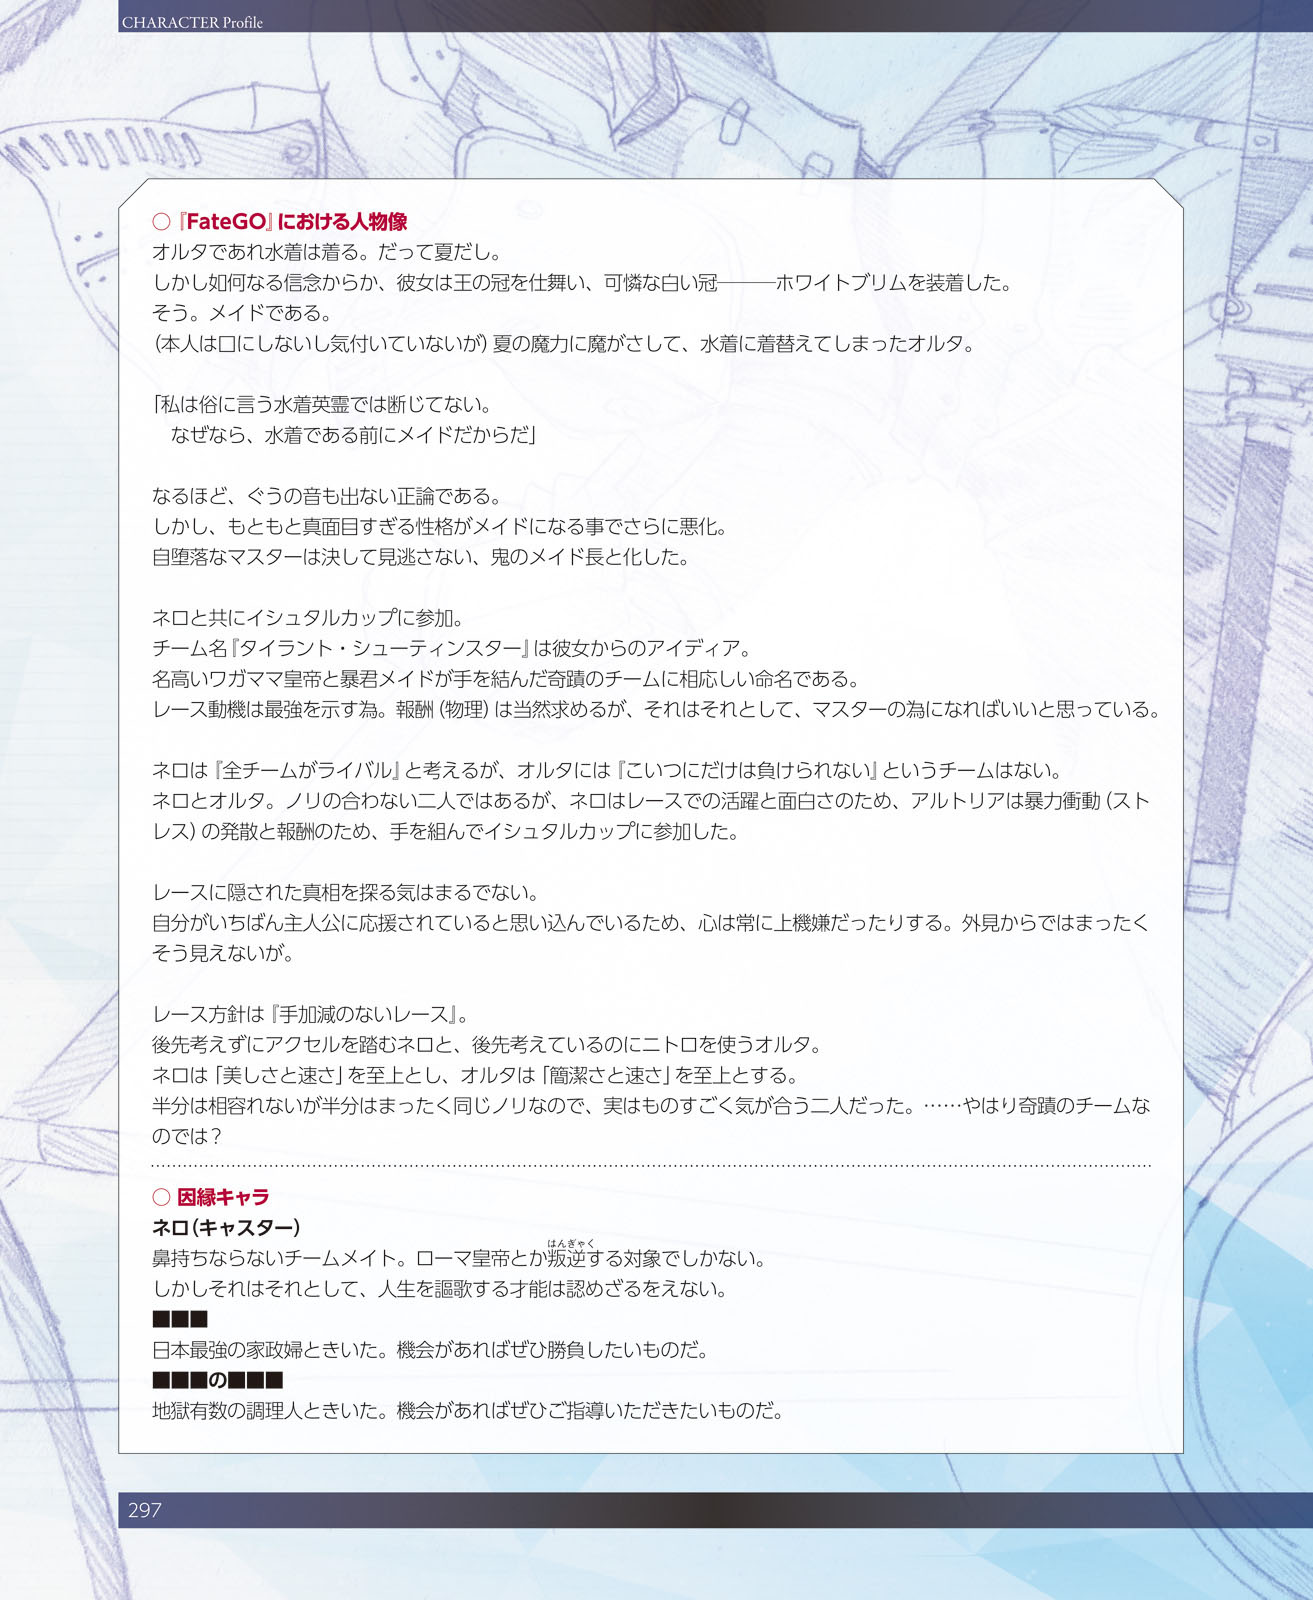 CHARACTER Profile
○『FateGO』における人物像
オルタであれ水着は着る。だって夏だし。
しかし如何なる信念からか、彼女は王の冠を仕舞い、可憐な白い冠―――ホワイトブリムを装着した。
そう。メイドである。
（本人は口にしないし気付いていないが）夏の魔力に魔がさして、水着に着替えてしまったオルタ。
「私は俗に言う水着英霊では断じてない。
　なぜなら、水着である前にメイドだからだ」
なるほど、ぐうの音も出ない正論である。
しかし、もともと真面目すぎる性格がメイドになる事でさらに悪化。
自堕落なマスターは決して見逃さない、鬼のメイド長と化した。
ネロと共にイシュタルカップに参加。
チーム名『タイラント・シューティンスター』は彼女からのアイディア。
名高いワガママ皇帝と暴君メイドが手を結んだ奇蹟のチームに相応しい命名である。
レース動機は最強を示す為。報酬（物理）は当然求めるが、それはそれとして、マスターの為になればいいと思っている。
ネロは『全チームがライバル』と考えるが、オルタには『こいつにだけは負けられない』というチームはない。
ネロとオルタ。ノリの合わない二人ではあるが、ネロはレースでの活躍と面白さのため、アルトリアは暴力衝動（スト
レス）の発散と報酬のため、手を組んでイシュタルカップに参加した。
レースに隠された真相を探る気はまるでない。
自分がいちばん主人公に応援されていると思い込んでいるため、心は常に上機嫌だったりする。外見からではまったく
そう見えないが。
レース方針は『手加減のないレース』。
後先考えずにアクセルを踏むネロと、後先考えているのにニトロを使うオルタ。
ネロは「美しさと速さ」を至上とし、オルタは「簡潔さと速さ」を至上とする。
半分は相容れないが半分はまったく同じノリなので、実はものすごく気が合う二人だった。……やはり奇蹟のチームな
のでは？
○ 因縁キャラ
ネロ（キャスター）
はんぎゃく
鼻持ちならないチームメイト。ローマ皇帝とか叛逆する対象でしかない。
しかしそれはそれとして、人生を謳歌する才能は認めざるをえない。
■■■
日本最強の家政婦ときいた。機会があればぜひ勝負したいものだ。
■■■の■■■
地獄有数の調理人ときいた。機会があればぜひご指導いただきたいものだ。
297